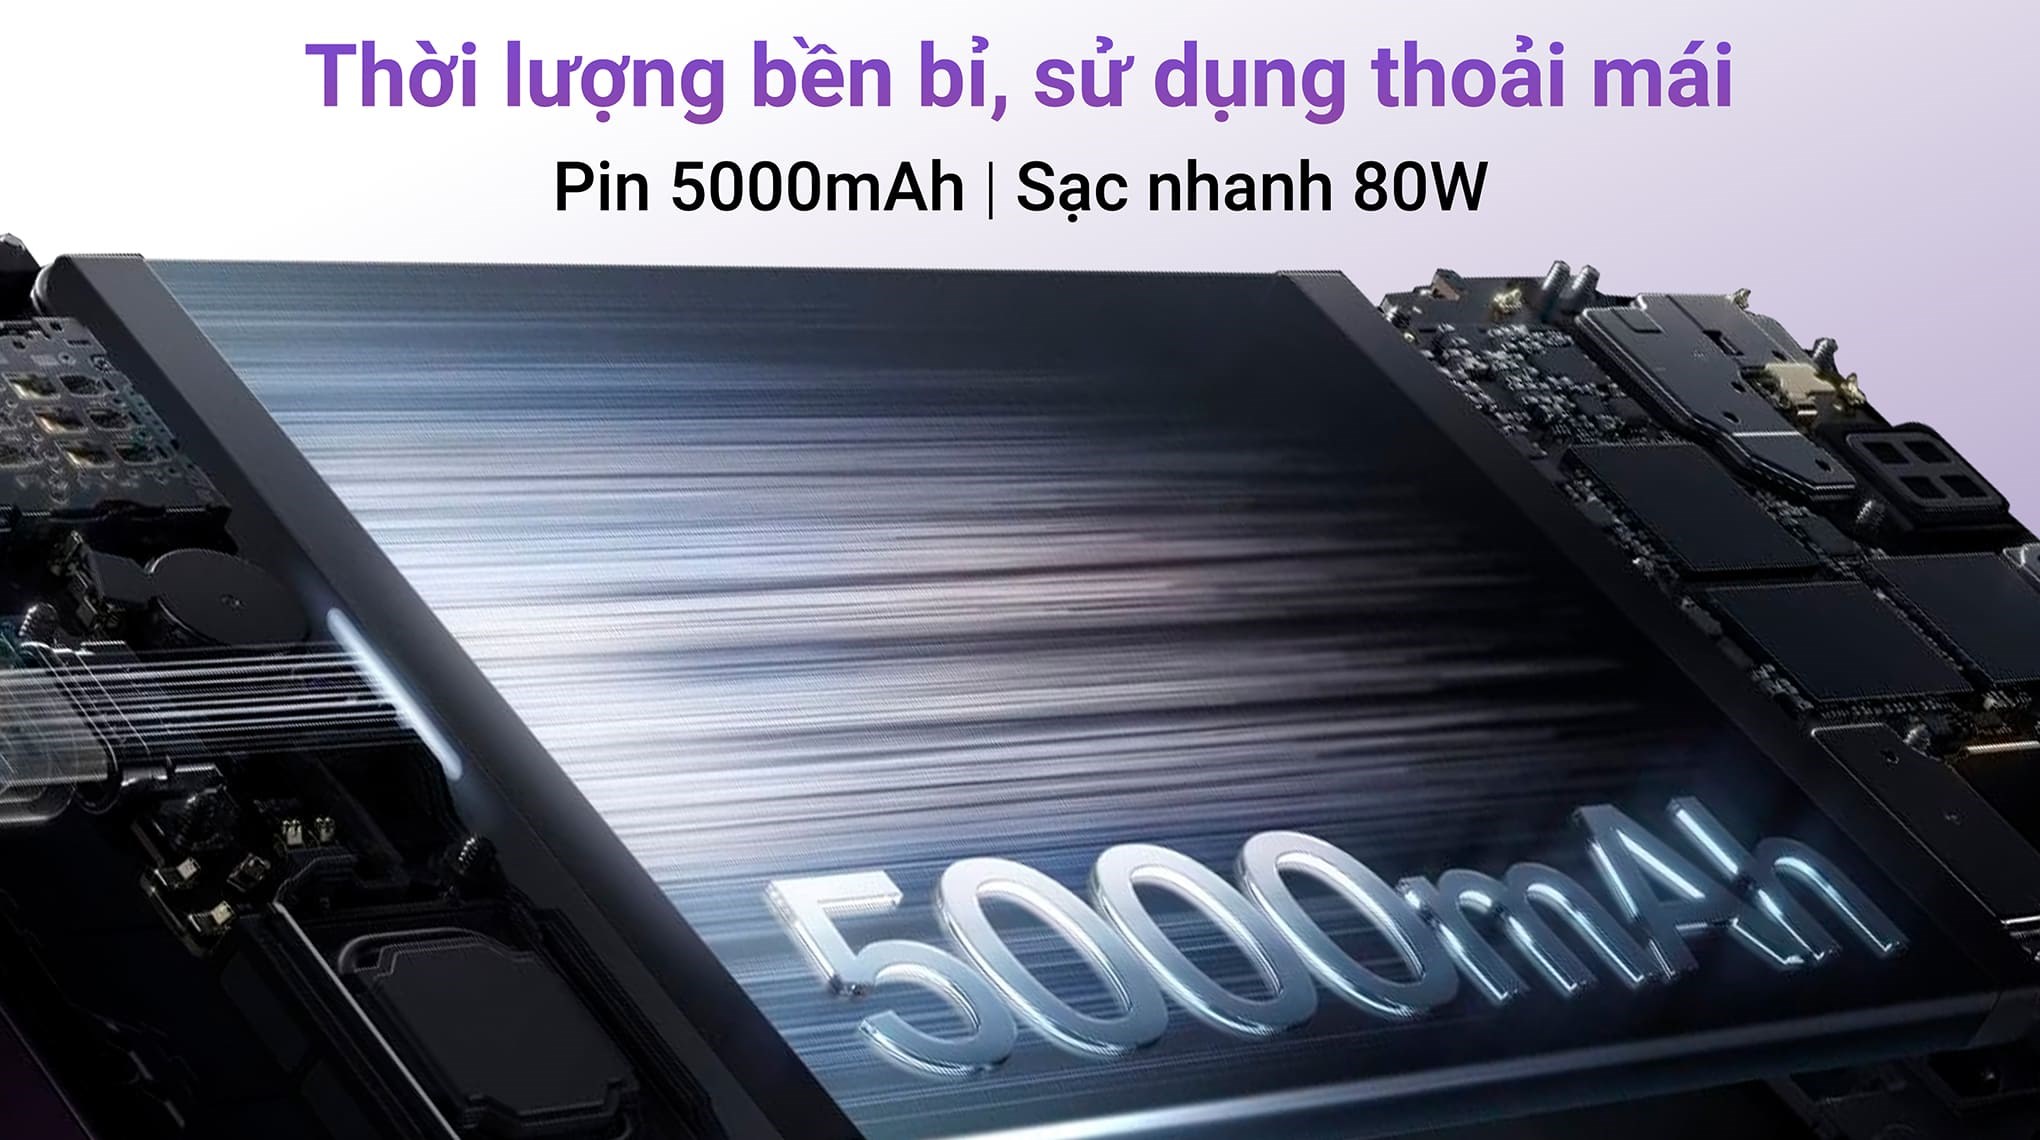 Thời lượng bền bỉ, sử dụng thoải mái
Pin 5000mAh | Sạc nhanh 80W
5000mAh